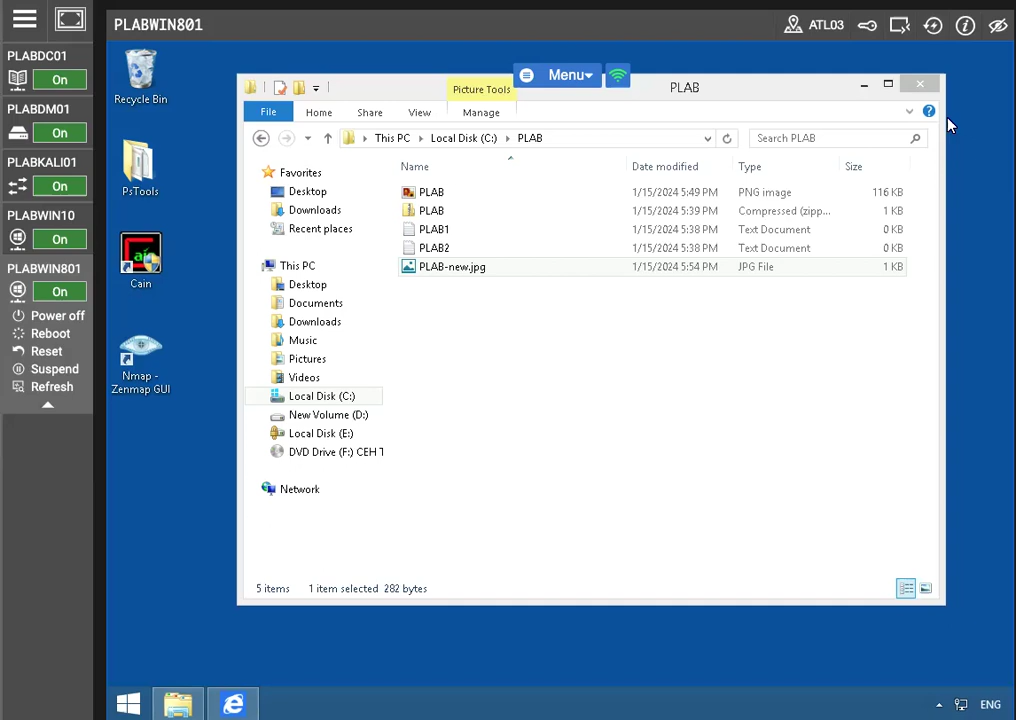 PLABWIN801
ATL03
PLABDC01
On
PLABDM01
On
PLABKALI01
On
PLABWIN10
On
PLABWIN801
On
Power off
Reboot
Reset
Suspend
Refresh
Recycle Bin
PsTools
Cain
Nmap -
Zenmap GUI
Menu
Picture Tools
PLAB
File
Home
Share
View
Manage
This PC
Local Disk (C:)
PLAB
Search PLAB
Favorites
Desktop
Downloads
Recent places
This PC
Desktop
Documents
Downloads
Music
Pictures
Videos
Local Disk (C:)
New Volume (D:)
Local Disk (E:)
DVD Drive (F:) CEH T
Network
Name Date modified Type Size
PLAB 1/15/2024 5:49 PM PNG image 116 KB
PLAB 1/15/2024 5:39 PM Compressed (zipp... 1 KB
PLAB1 1/15/2024 5:38 PM Text Document 0 KB
PLAB2 1/15/2024 5:38 PM Text Document 0 KB
PLAB-new.jpg 1/15/2024 5:54 PM JPG File 1 KB
5 items 1 item selected 282 bytes
ENG